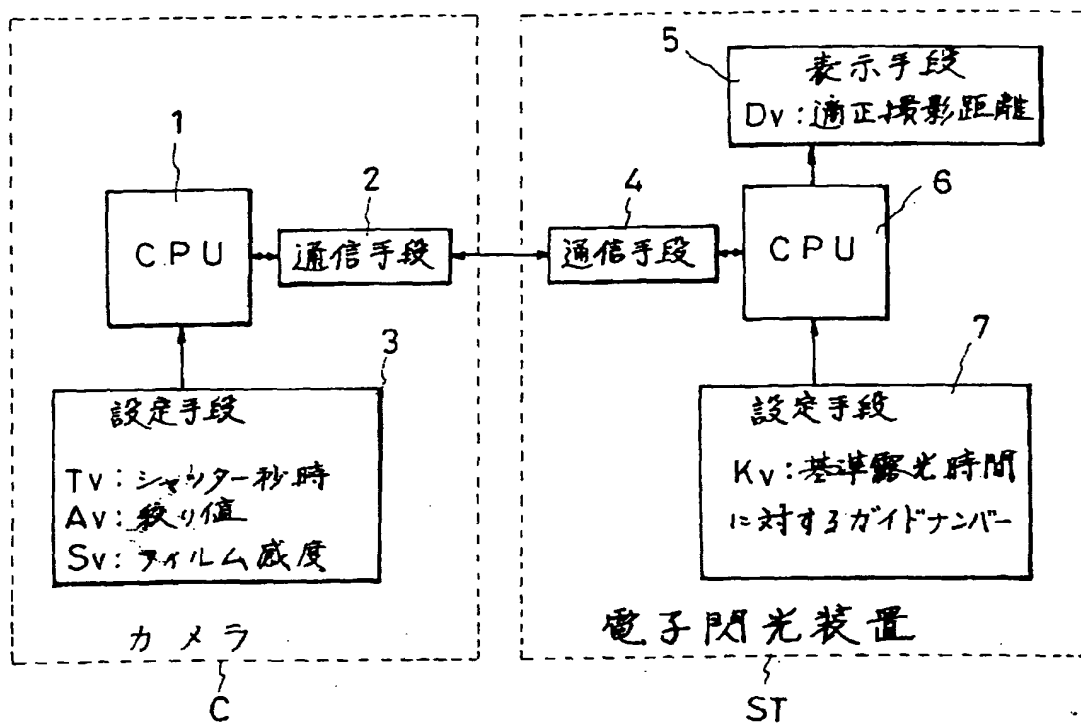 1
CPU
2
通信手段
3
設定手段
Tv:シャッター秒時
Av:絞り値
Sv:フィルム感度
カメラ
C
5
表示手段
Dv:適正撮影距離
4
通信手段
6
CPU
7
設定手段
Kv:基準露光時間
に対するガイドナンバー
電子閃光装置
ST